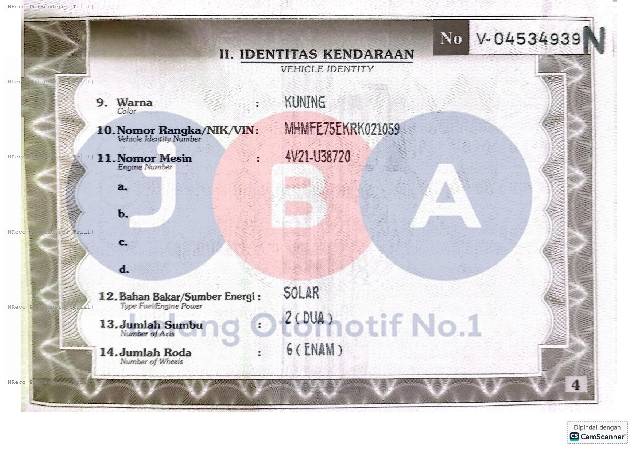 No V-04534939 N
II. IDENTITAS KENDARAAN
VEHICLE IDENTITY
9. Warna : KUNING
Color
10. Nomor Rangka/NIK/VIN: MHMFE75EKRK021059
Vehicle Identity Number
11. Nomor Mesin : 4V21-U38720
Engine Number
a.
b.
c.
d.
JBA
12. Bahan Bakar/Sumber Energi : SOLAR
Type Fuel/Engine Power
13. Jumlah Sumbu : 2 ( DUA )
Number of Axis
Lelang Otomotif No.1
14. Jumlah Roda : 6 ( ENAM )
Number of Wheels
4
Dipindai dengan
CS CamScanner